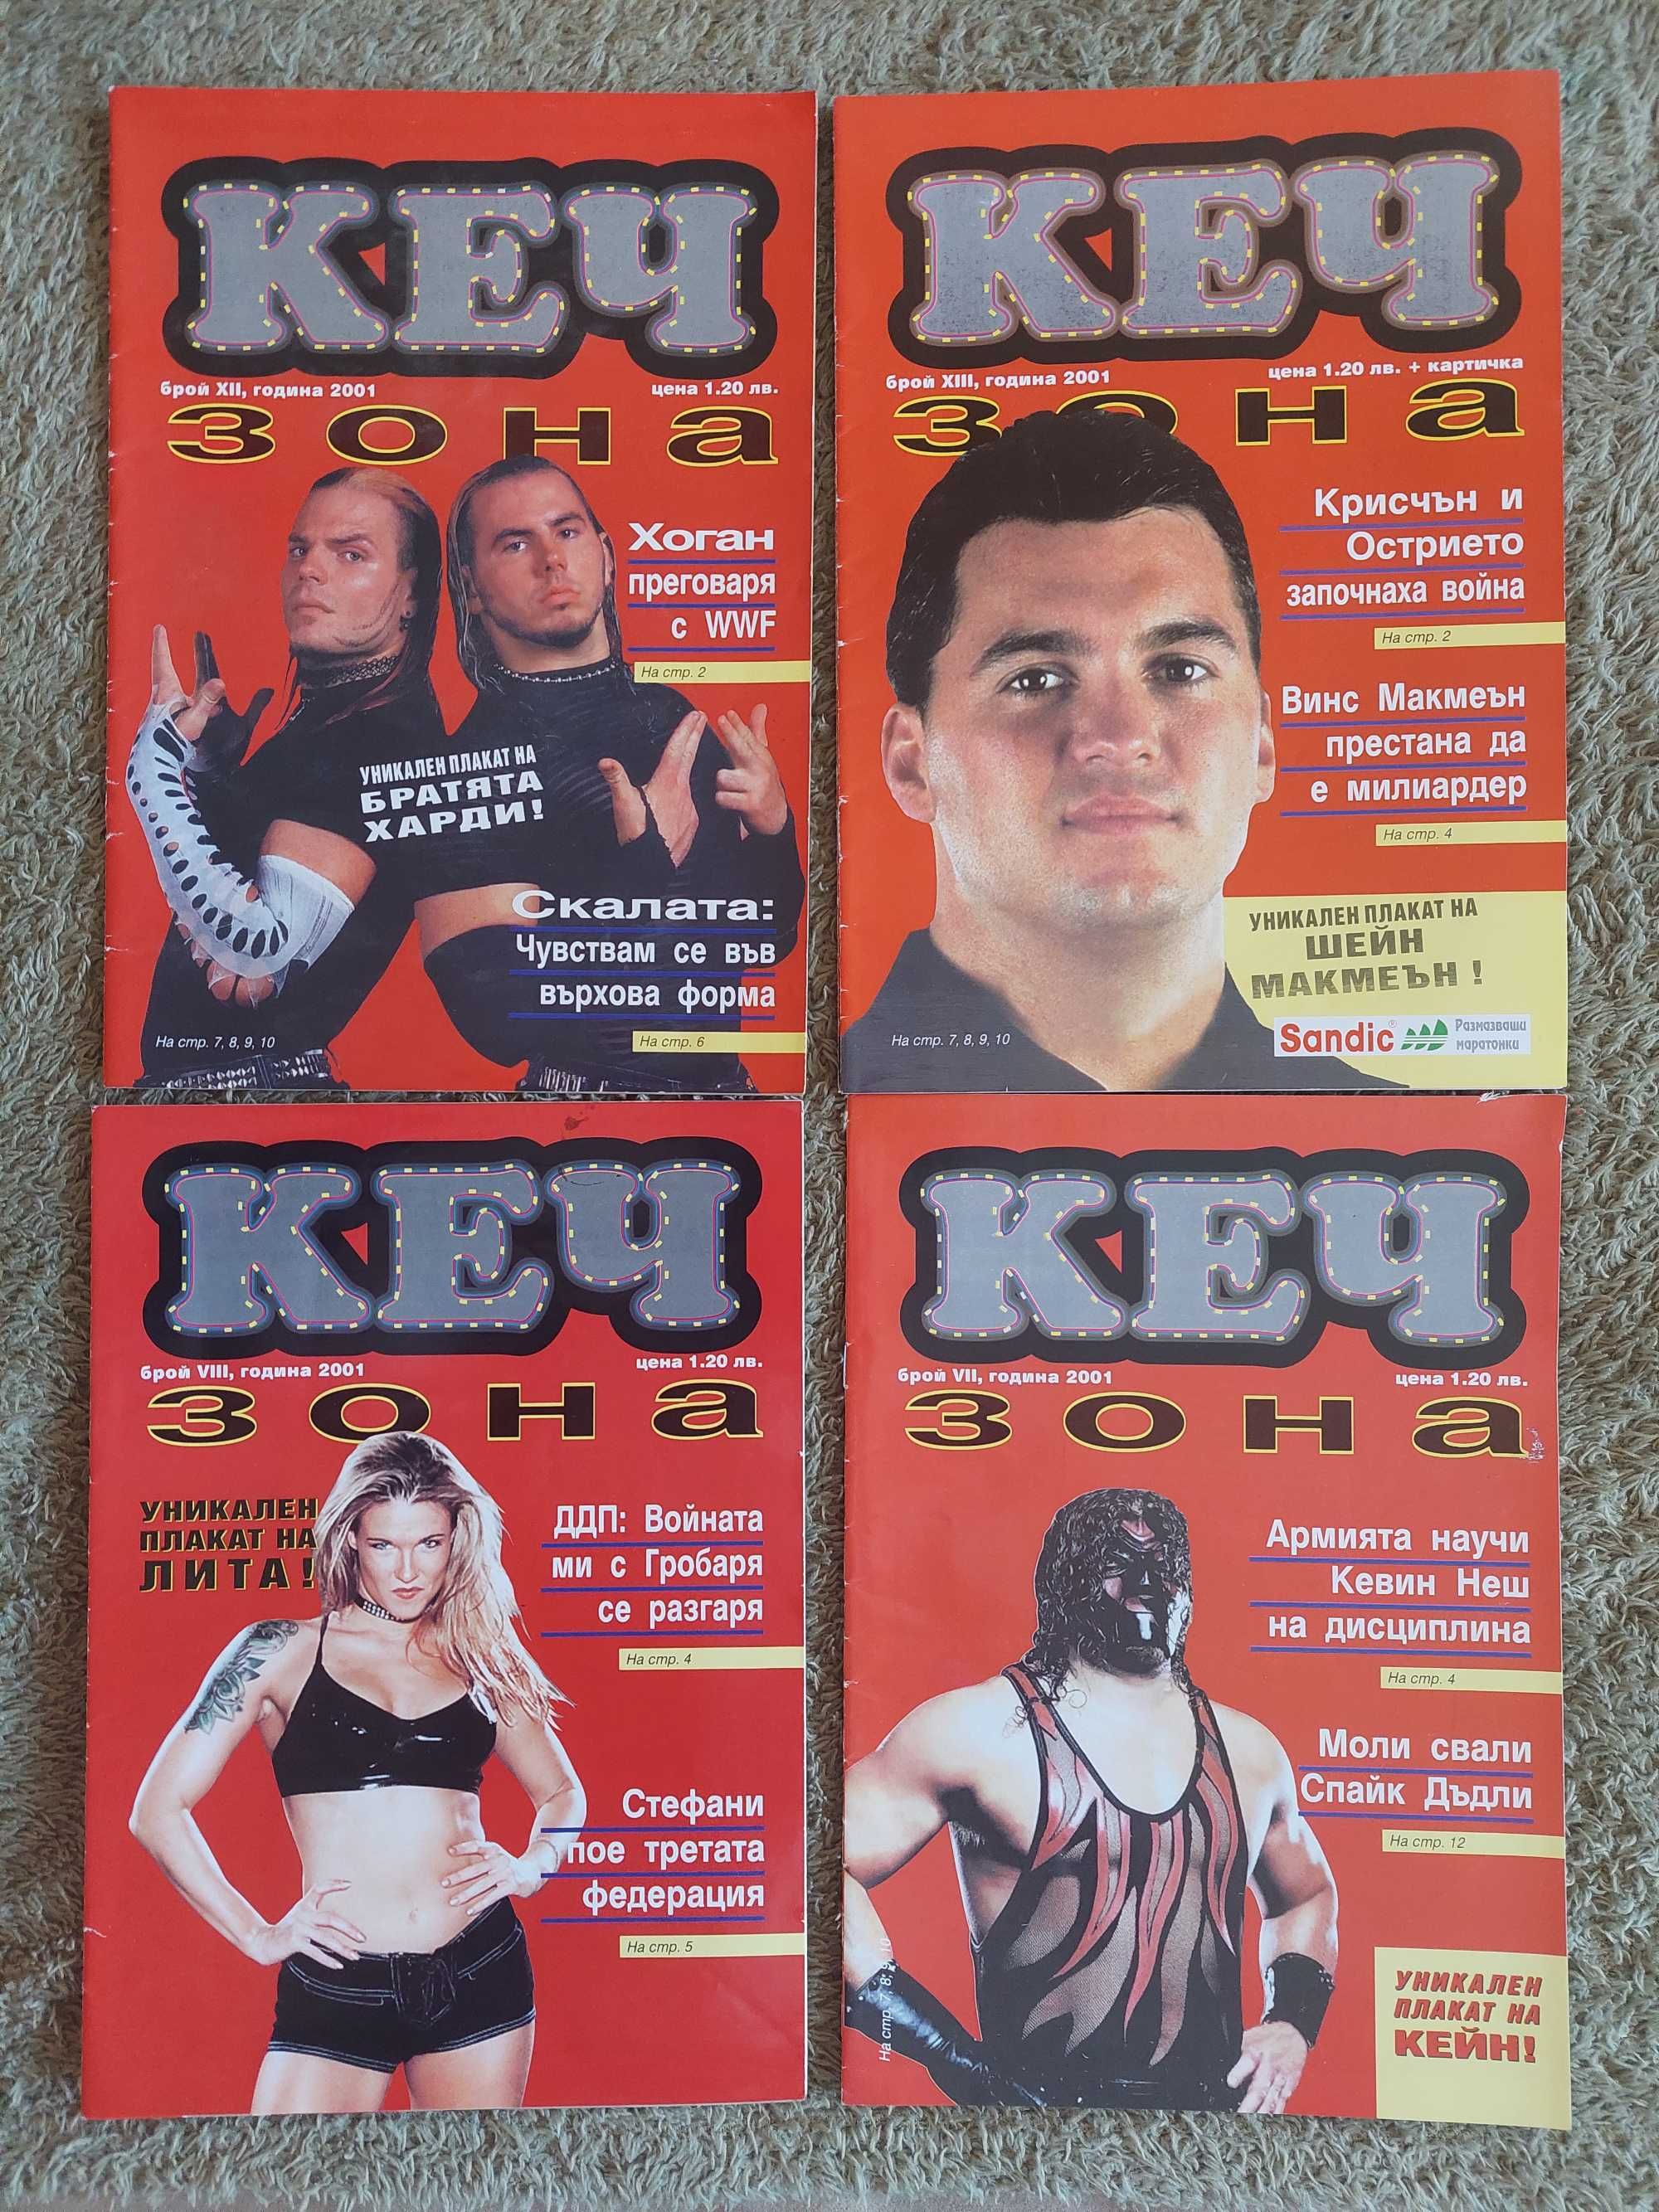 КЕЧ
брой XII, година 2001
цена 1.20 лв.
зона
Хоган
преговаря
с WWF
На стр. 2
УНИКАЛЕН ПЛАКАТ НА
БРАТЯТА
ХАРДИ!
Скалата:
Чувствам се във
върхова форма
На стр. 6
На стр. 7, 8, 9, 10
КЕЧ
брой XIII, година 2001
цена 1.20 лв. + картичка
зона
Крисчън и
Острието
започнаха война
На стр. 2
Винс Макмеън
престана да
е милиардер
На стр. 4
УНИКАЛЕН ПЛАКАТ НА
ШЕЙН
МАКМЕЪН !
На стр. 7, 8, 9, 10
Sandic®
Размазващи
маратонки
КЕЧ
брой VIII, година 2001
цена 1.20 лв.
зона
УНИКАЛЕН
ПЛАКАТ НА
ЛИТА!
ДДП: Войната
ми с Гробаря
се разгаря
На стр. 4
Стефани
пое третата
федерация
На стр. 5
КЕЧ
брой VII, година 2001
цена 1.20 лв.
зона
Армията научи
Кевин Неш
на дисциплина
На стр. 4
Моли свали
Спайк Дъдли
На стр. 12
На стр. 7, 8, 9, 10
УНИКАЛЕН
ПЛАКАТ НА
КЕЙН!